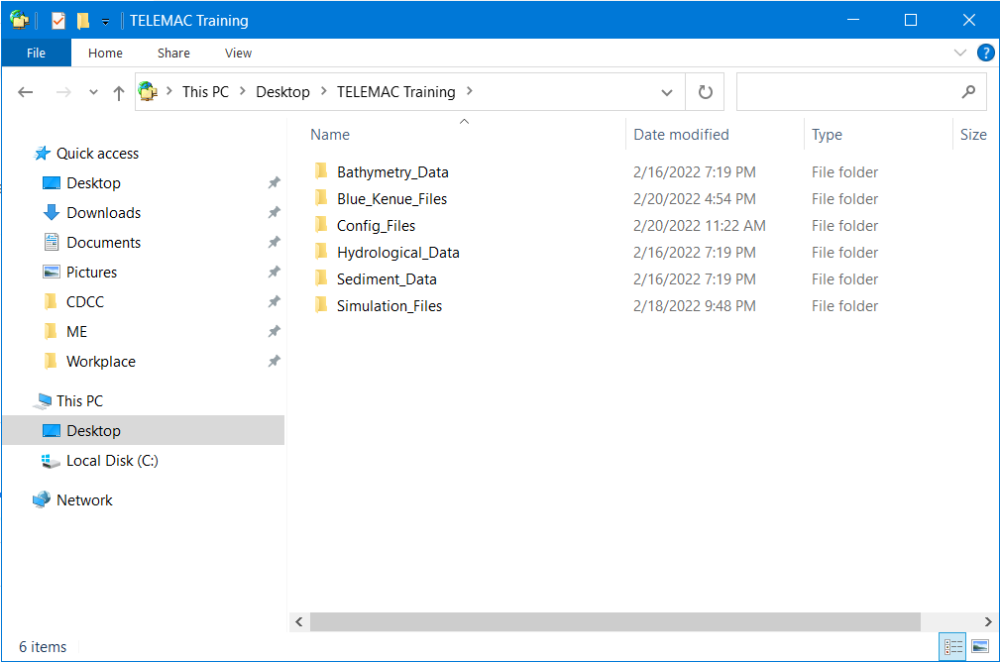 TELEMAC Training
File Home Share View
This PC Desktop TELEMAC Training
Name Date modified Type Size
Quick access
Desktop
Downloads
Documents
Pictures
CDCC
ME
Workplace
This PC
Desktop
Local Disk (C:)
Network
Bathymetry_Data 2/16/2022 7:19 PM File folder
Blue_Kenue_Files 2/20/2022 4:54 PM File folder
Config_Files 2/20/2022 11:22 AM File folder
Hydrological_Data 2/16/2022 7:19 PM File folder
Sediment_Data 2/16/2022 7:19 PM File folder
Simulation_Files 2/18/2022 9:48 PM File folder
6 items